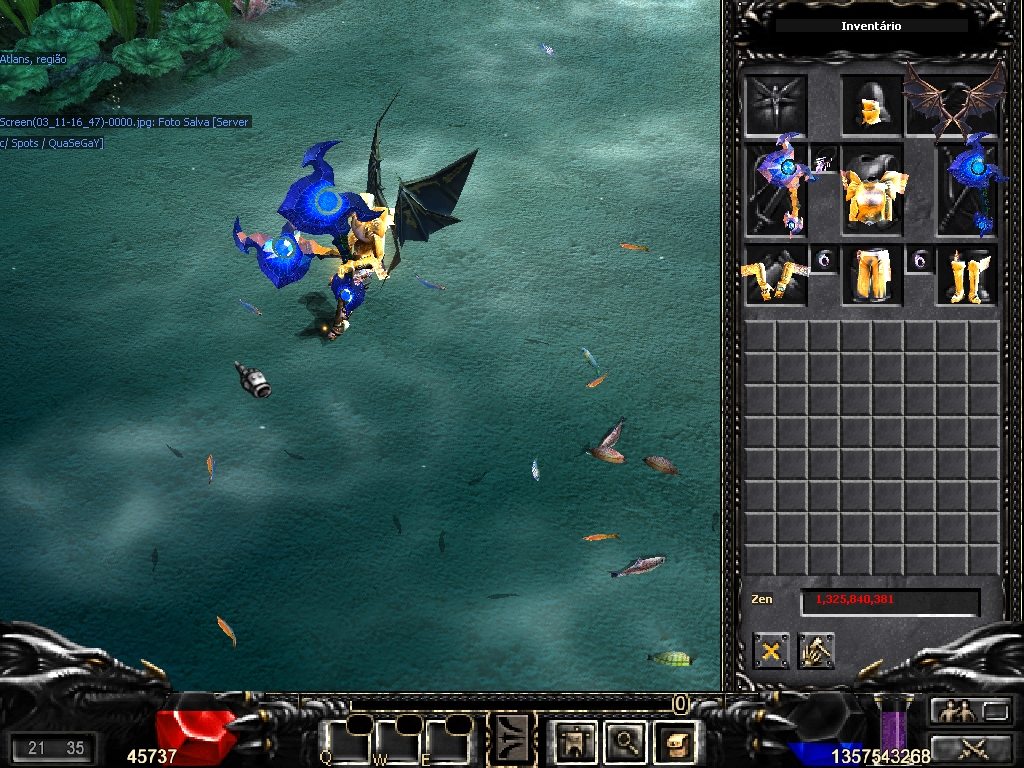 Inventário
Atlans, região
Screen(03_11-16_47)-0000.jpg: Foto Salva [Server
c/ Spots / QuaSeGaY]
Zen 1,325,840,381
0
21 35
45737
Q W E
1357543268